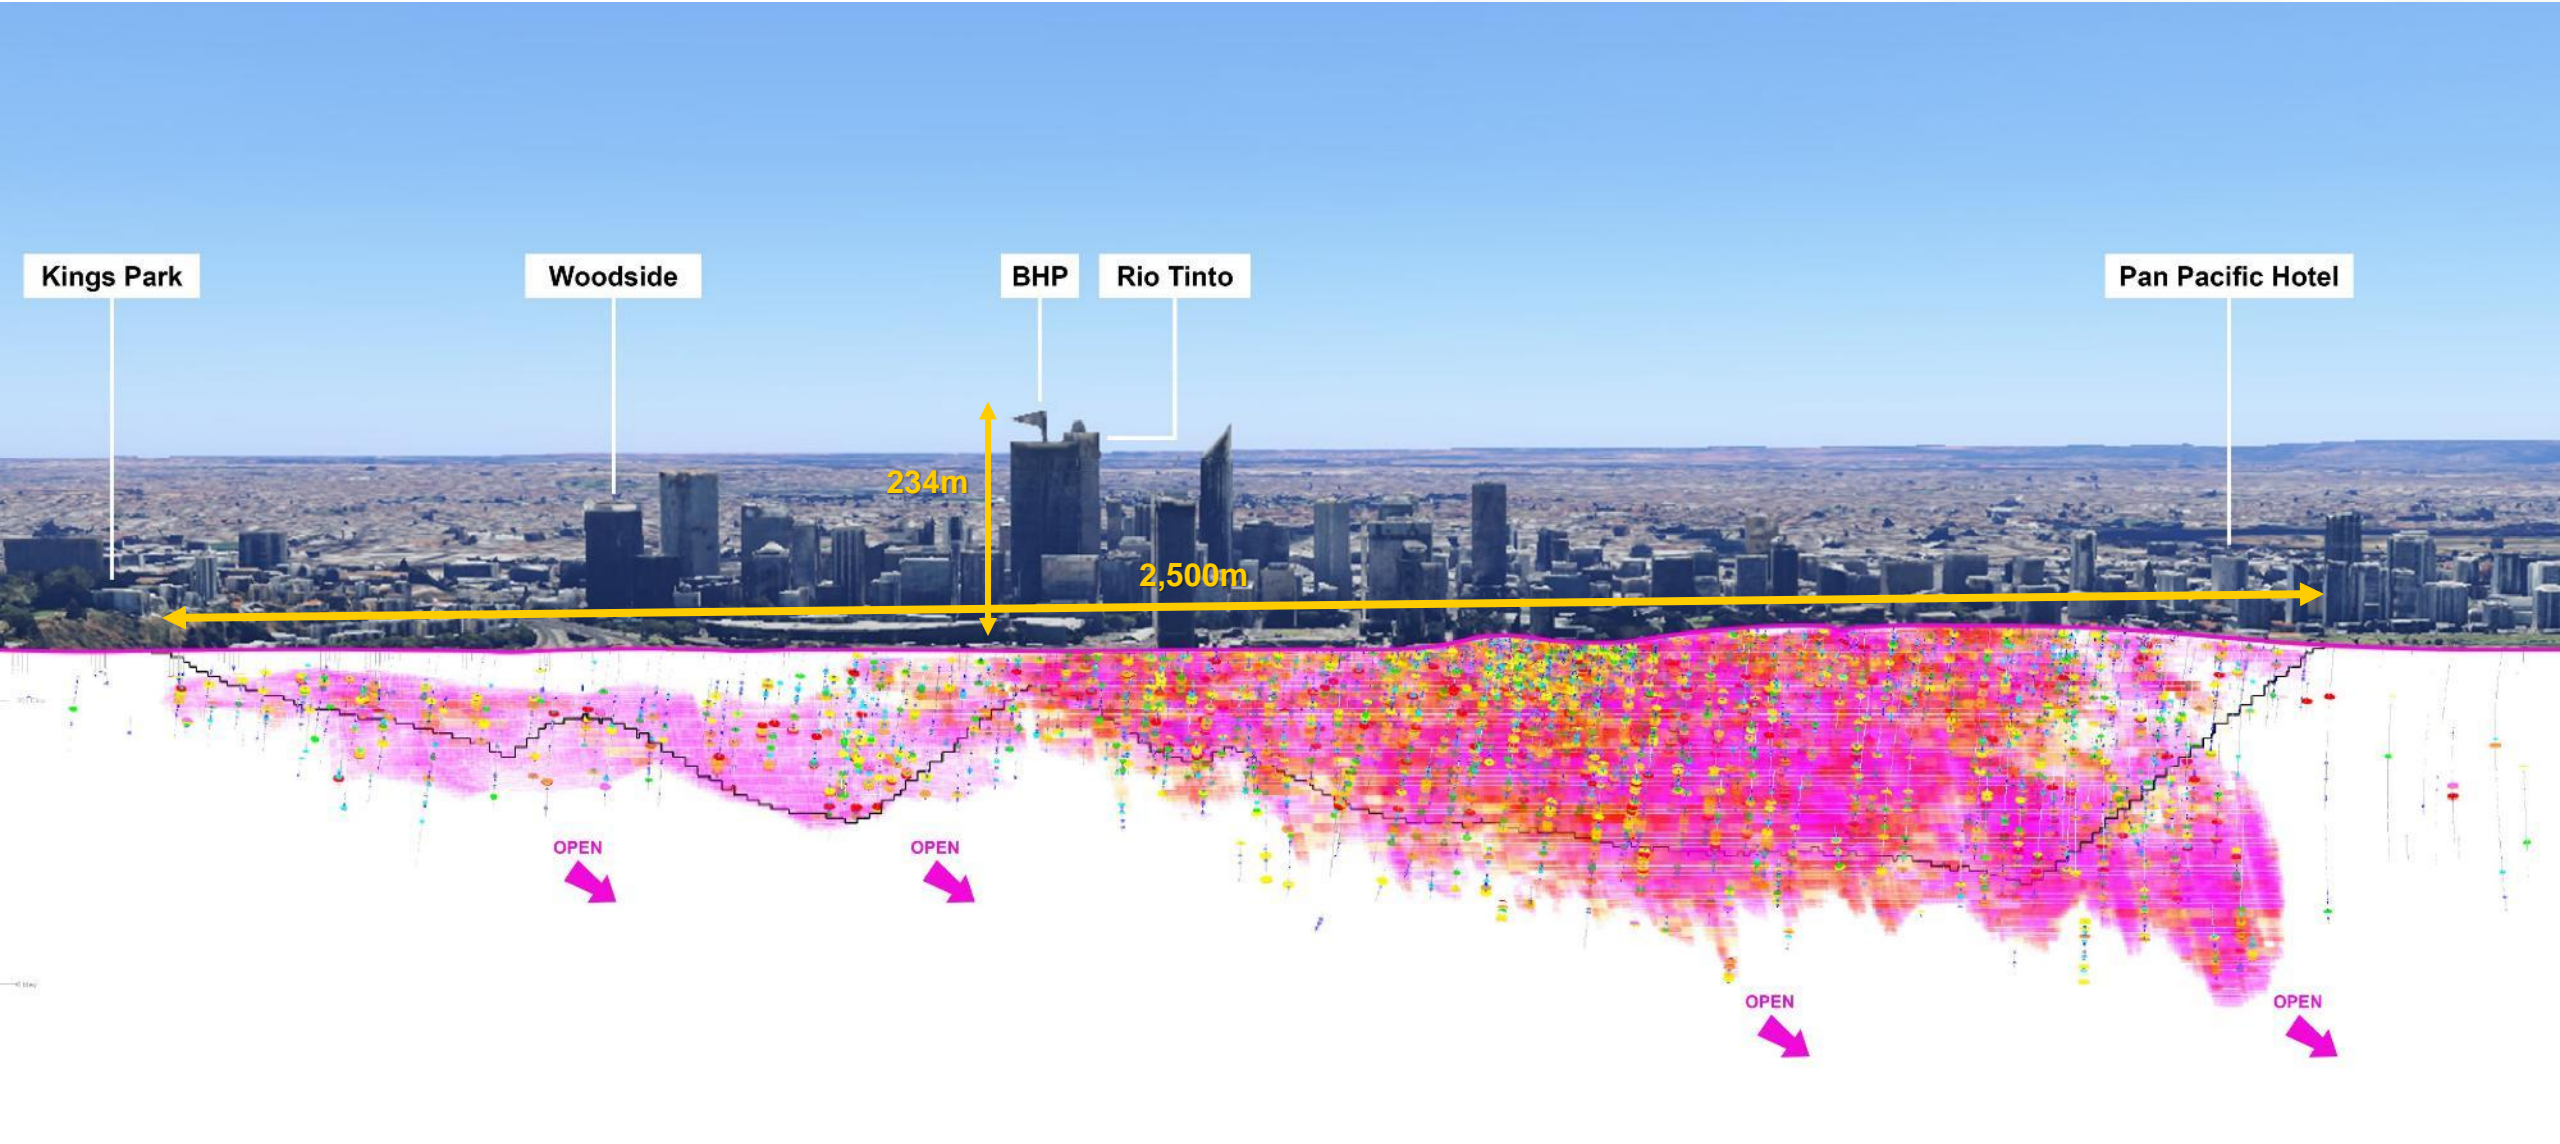 Kings Park
Woodside
BHP
Rio Tinto
Pan Pacific Hotel
234m
2,500m
OPEN
OPEN
OPEN
OPEN